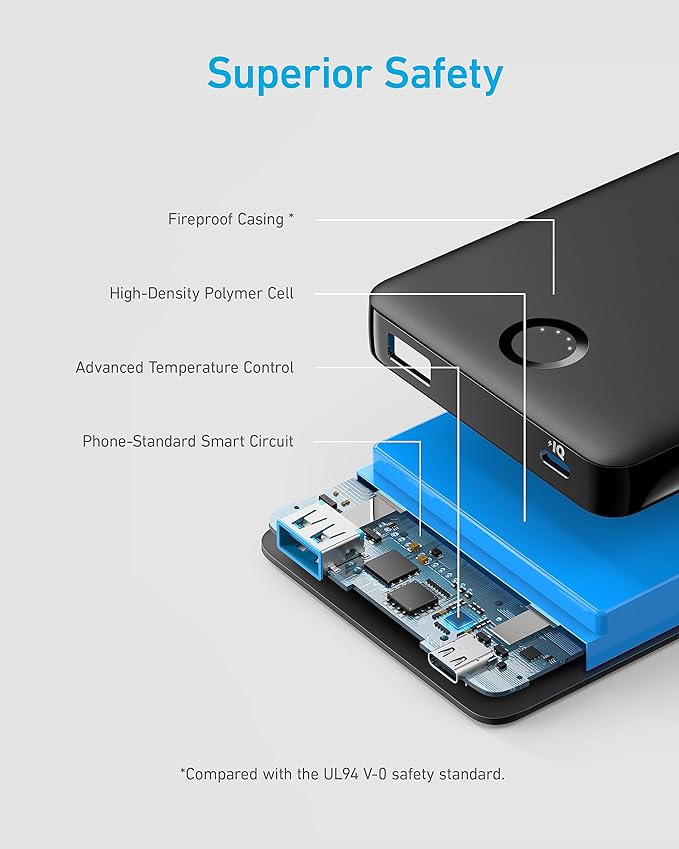 Superior Safety
Fireproof Casing *
High-Density Polymer Cell
Advanced Temperature Control
Phone-Standard Smart Circuit
IQ
*Compared with the UL94 V-0 safety standard.